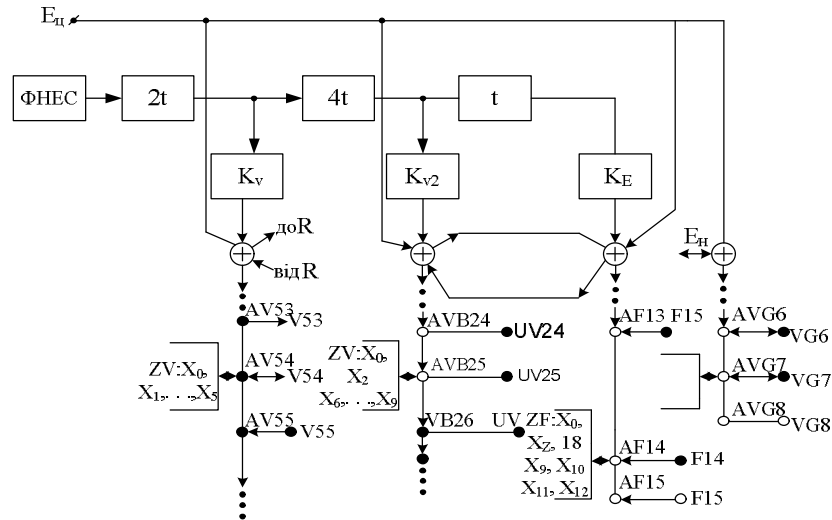 Eц
ФНЕС
2t
4t
t
Kv
Kv2
KE
доR
відR
Eн
AV53
V53
AVB24
UV24
AF13 F15
AVG6
VG6
ZV:X0,
X1,. . .,X5
AV54
V54
ZV:X0,
X2
X6,. . .,X9
AVB25
UV25
AVG7
VG7
AV55
V55
VB26
UV
ZF:X0,
XZ, 18
X9, X10
X11, X12
AVG8
VG8
AF14
F14
AF15
F15